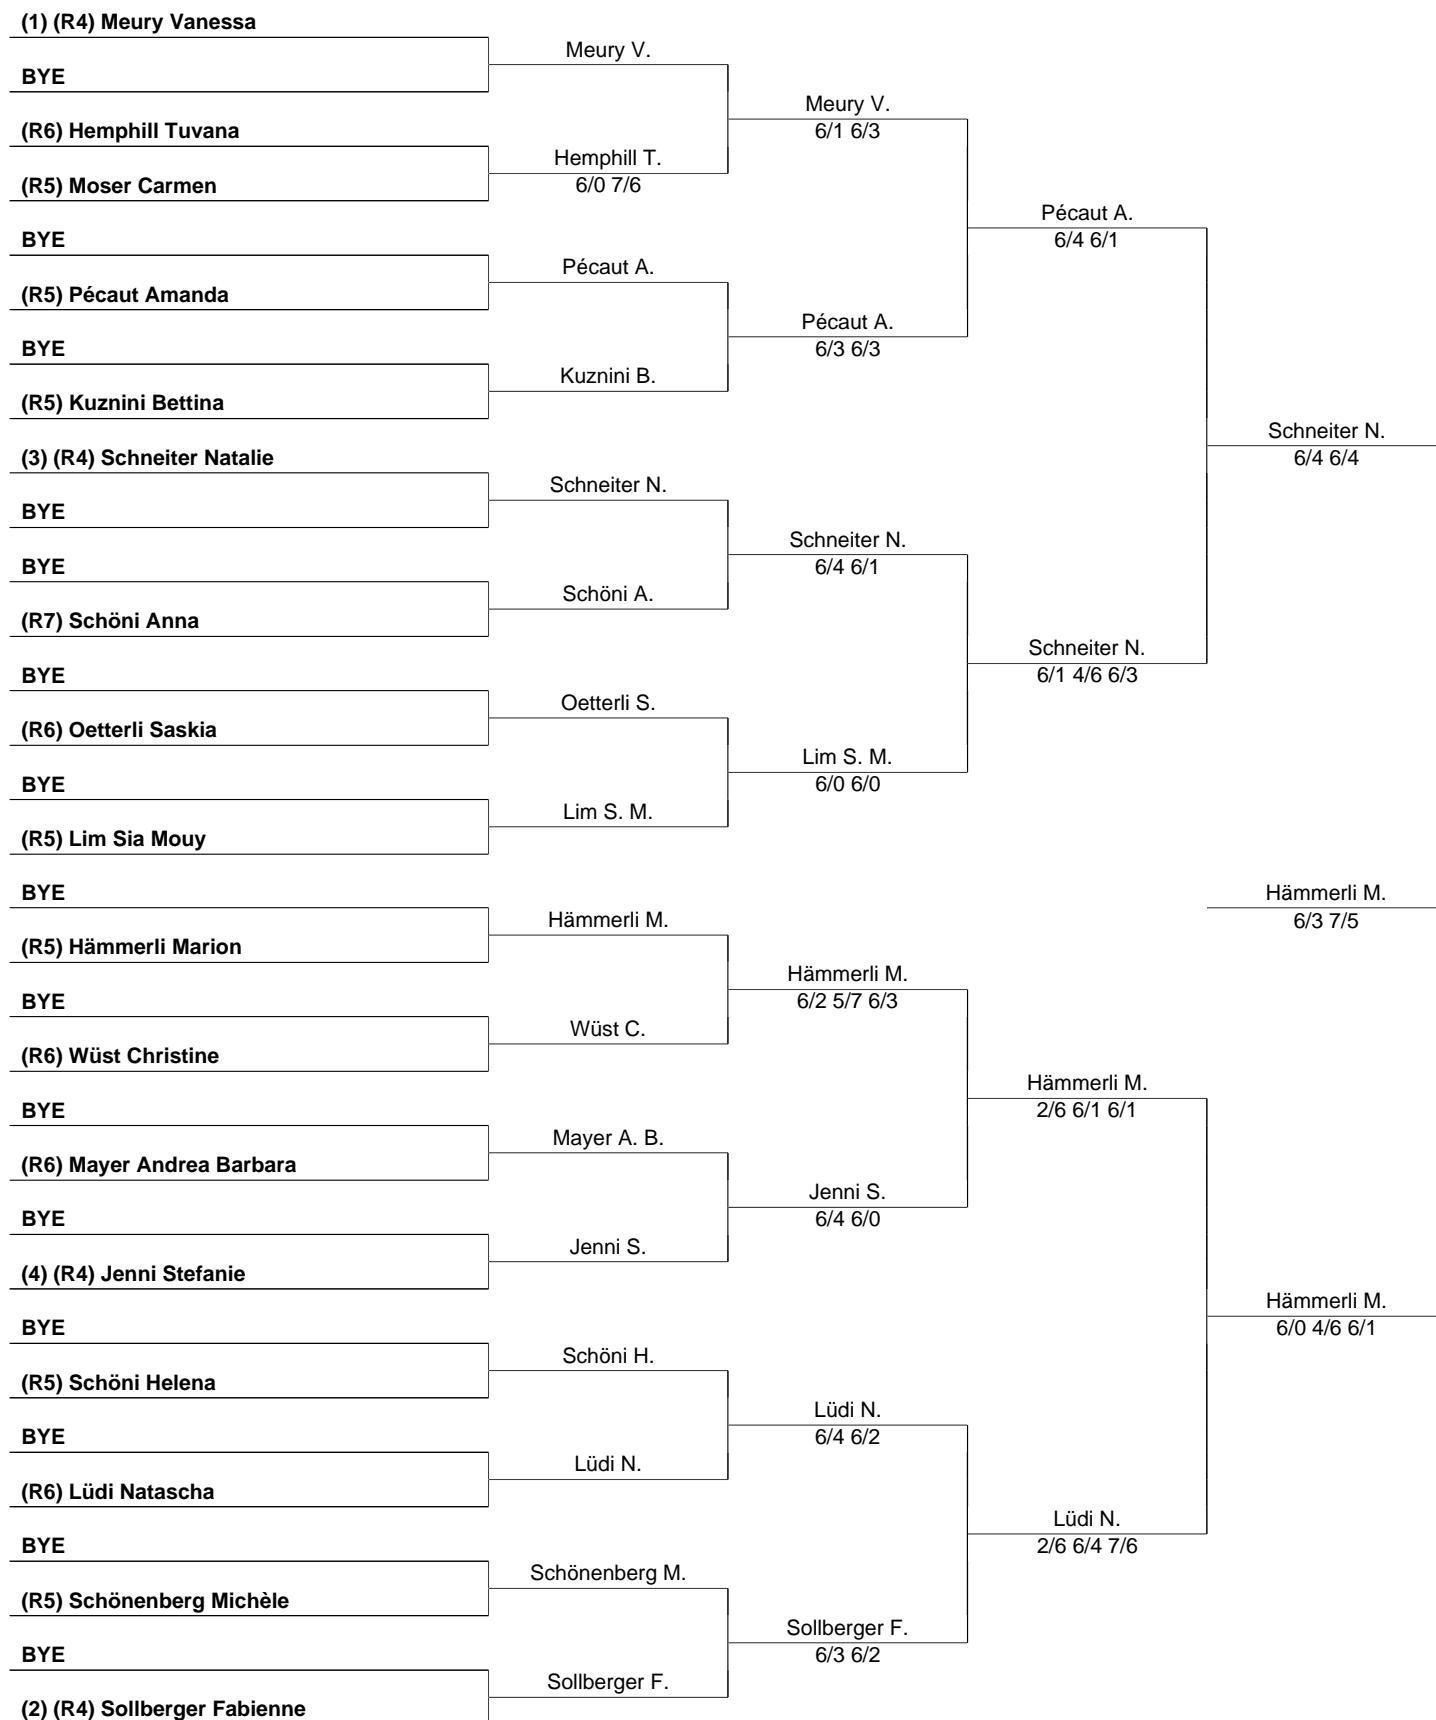 (1) (R4) Meury Vanessa
Meury V.
BYE
Meury V.
6/1 6/3
(R6) Hemphill Tuvana
Hemphill T.
6/0 7/6
(R5) Moser Carmen
Pécaut A.
6/4 6/1
BYE
Pécaut A.
(R5) Pécaut Amanda
Pécaut A.
6/3 6/3
BYE
Kuznini B.
(R5) Kuznini Bettina
Schneiter N.
6/4 6/4
(3) (R4) Schneiter Natalie
Schneiter N.
BYE
Schneiter N.
6/4 6/1
BYE
Schöni A.
(R7) Schöni Anna
Schneiter N.
6/1 4/6 6/3
BYE
Oetterli S.
(R6) Oetterli Saskia
Lim S. M.
6/0 6/0
BYE
Lim S. M.
(R5) Lim Sia Mouy
BYE
Hämmerli M.
6/3 7/5
Hämmerli M.
(R5) Hämmerli Marion
Hämmerli M.
6/2 5/7 6/3
BYE
Wüst C.
(R6) Wüst Christine
Hämmerli M.
2/6 6/1 6/1
BYE
Mayer A. B.
(R6) Mayer Andrea Barbara
Jenni S.
6/4 6/0
BYE
Jenni S.
(4) (R4) Jenni Stefanie
Hämmerli M.
6/0 4/6 6/1
BYE
Schöni H.
(R5) Schöni Helena
Lüdi N.
6/4 6/2
BYE
Lüdi N.
(R6) Lüdi Natascha
Lüdi N.
2/6 6/4 7/6
BYE
Schönenberg M.
(R5) Schönenberg Michèle
Sollberger F.
6/3 6/2
BYE
Sollberger F.
(2) (R4) Sollberger Fabienne